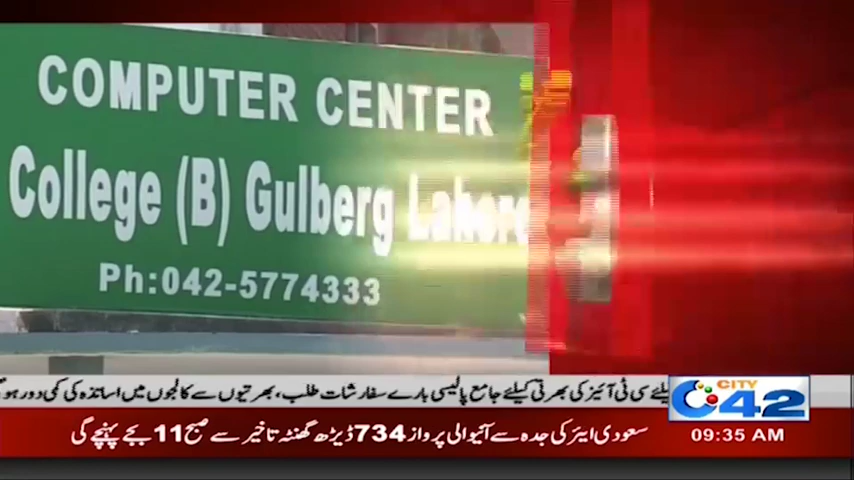 COMPUTER CENTER
College (B) Gulberg Lahore
Ph:042-5774333
کیلئے سی ٹی آئیز کی بھرتی کیلئے جامع پالیسی بارے سفارشات طلب، بھرتیوں سے کالجوں میں اساتذہ کی کمی دور ہو
CITY
42
سعودی ایئر کی جدہ سے آنیوالی پرواز 734 ڈیڑھ گھنٹہ تاخیر سے صبح 11 بجے پہنچے گی
09:35 AM